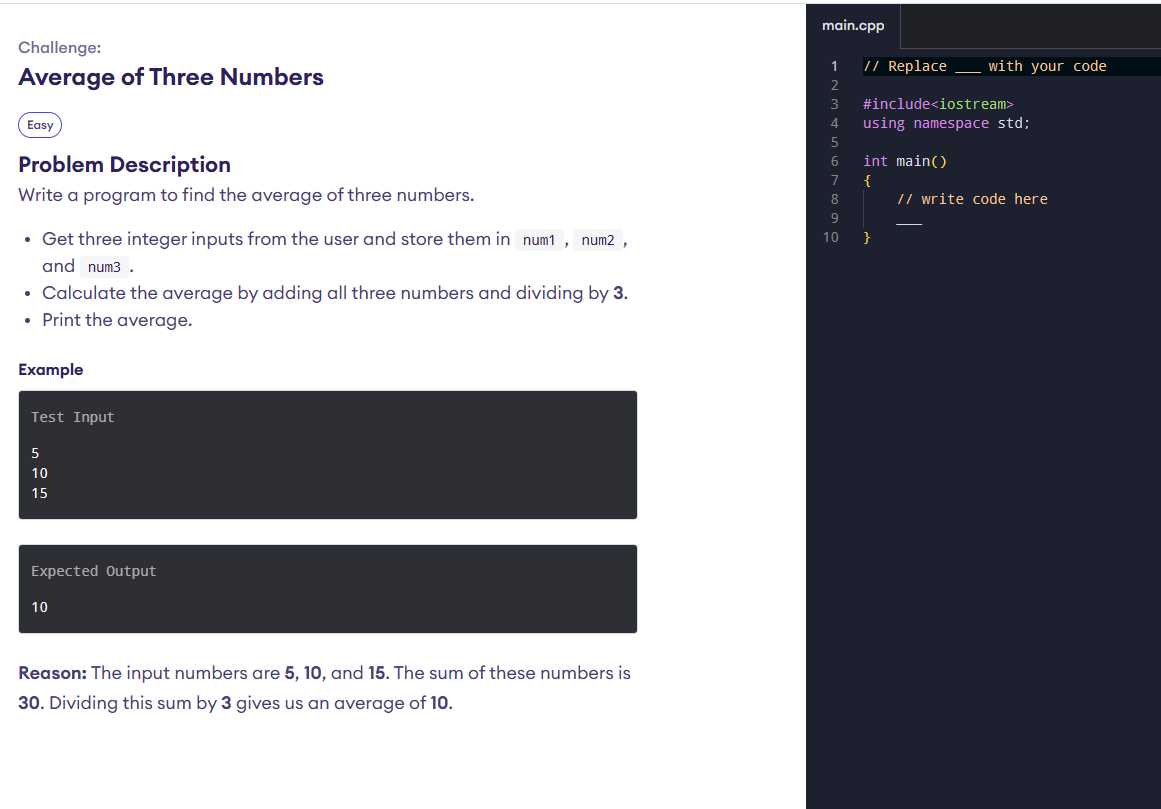 Challenge:
Average of Three Numbers
Easy
Problem Description
Write a program to find the average of three numbers.
• Get three integer inputs from the user and store them in num1 , num2 ,
and num3 .
• Calculate the average by adding all three numbers and dividing by 3.
• Print the average.
Example
Test Input
5
10
15
Expected Output
10
Reason: The input numbers are 5, 10, and 15. The sum of these numbers is
30. Dividing this sum by 3 gives us an average of 10.
main.cpp
1 // Replace ___ with your code
2
3 #include<iostream>
4 using namespace std;
5
6 int main()
7 {
8     // write code here
9     ___
10 }